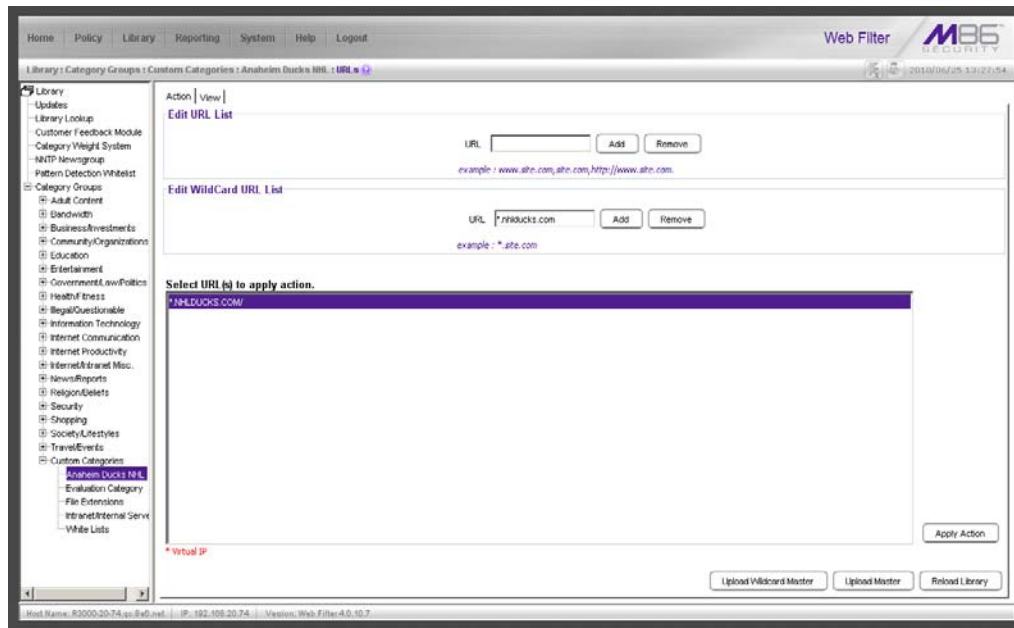 Home Policy Library Reporting System Help Logout
Web Filter
M86 SECURITY
Library : Category Groups : Custom Categories : Anaheim Ducks NHL : URLs
2010/06/25 13:27:54
Library
Updates
Library Lookup
Customer Feedback Module
Category Weight System
NNTP Newsgroup
Pattern Detection Whitelist
Category Groups
Adult Content
Bandwidth
Business/Investments
Community/Organizations
Education
Entertainment
Government/Law/Politics
Health/Fitness
Illegal/Questionable
Information Technology
Internet Communication
Internet Productivity
Internet/Intranet Misc.
News/Reports
Religion/Beliefs
Security
Shopping
Society/Lifestyles
Travel/Events
Custom Categories
Anaheim Ducks NHL
Evaluation Category
File Extensions
Intranet/Internal Serve
White Lists
Action View
Edit URL List
URL Add Remove
example : www.site.com,site.com,http://www.site.com.
Edit WildCard URL List
URL *.nhlducks.com Add Remove
example : *.site.com
Select URL(s) to apply action.
*.NHLDUCKS.COM/
Apply Action
* Virtual IP
Upload Wildcard Master Upload Master Reload Library
Host Name: R3000-20-74.qc.8e6.net IP: 192.168.20.74 Version: Web Filter 4.0.10.7